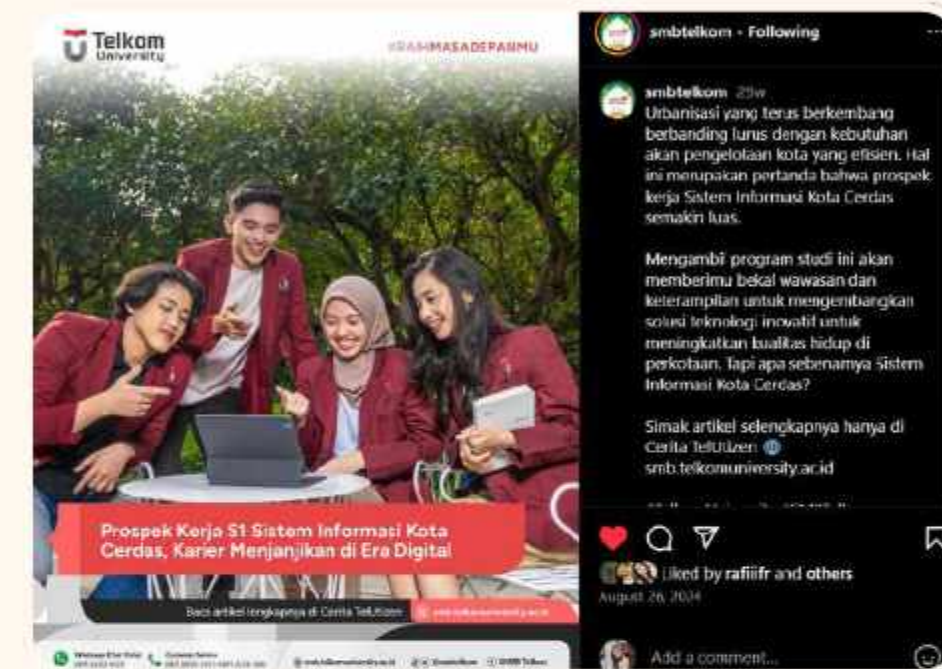 Telkom
University
#RAIHMASADEPANMU
Prospek Kerja S1 Sistem Informasi Kota
Cerdas, Karier Menjanjikan di Era Digital
Baca artikel lengkapnya di Cerita TelUtizen
smbtelkom • Following
smbtelkom 29w
Urbanisasi yang terus berkembang
berbanding lurus dengan kebutuhan
akan pengelolaan kota yang efisien. Hal
ini merupakan pertanda bahwa prospek
kerja Sistem Informasi Kota Cerdas
semakin luas.
Mengambil program studi ini akan
memberimu bekal wawasan dan
keterampilan untuk mengembangkan
solusi teknologi inovatif untuk
meningkatkan kualitas hidup di
perkotaan. Tapi apa sebenarnya Sistem
Informasi Kota Cerdas?
Simak artikel selengkapnya hanya di
Cerita TelUtizen
smb.telkomuniversity.ac.id
Liked by rafiiifr and others
August 26, 2024
Add a comment...